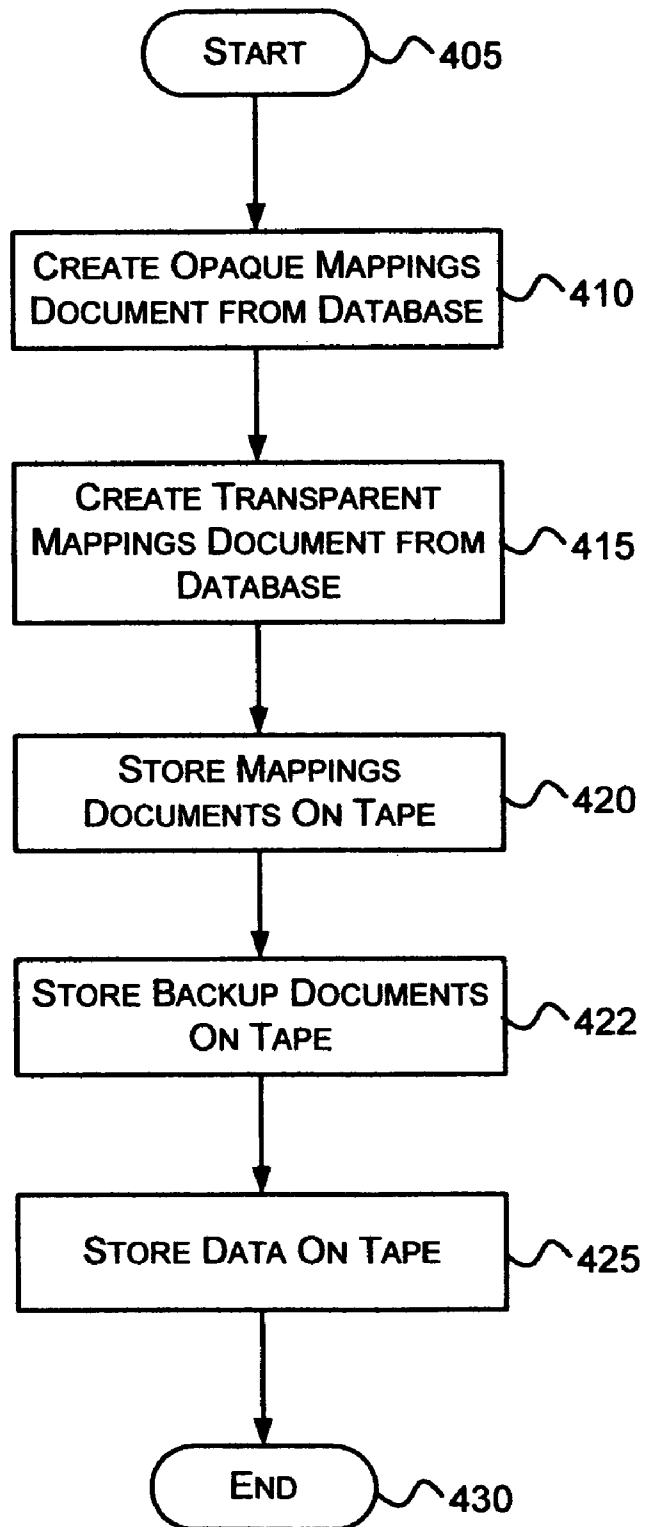 START
405
CREATE OPAQUE MAPPINGS
DOCUMENT FROM DATABASE
410
CREATE TRANSPARENT
MAPPINGS DOCUMENT FROM
DATABASE
415
STORE MAPPINGS
DOCUMENTS ON TAPE
420
STORE BACKUP DOCUMENTS
ON TAPE
422
STORE DATA ON TAPE
425
END
430